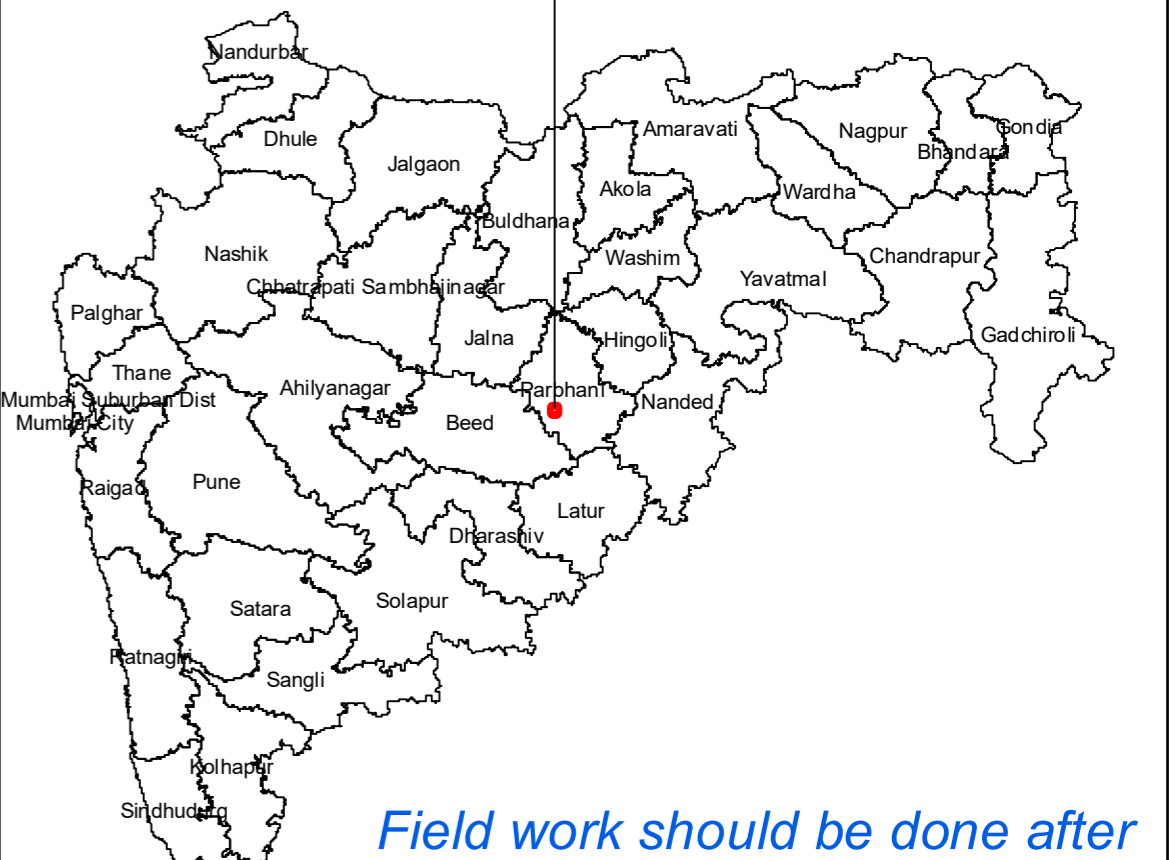 Nandurbar
Dhule
Jalgaon
Amaravati
Nagpur
Gondia
Bhandara
Akola
Wardha
Buldhana
Nashik
Washim
Chandrapur
Chhatrapati Sambhajinagar
Yavatmal
Palghar
Jalna
Hingoli
Gadchiroli
Thane
Ahilyanagar
Parbhani
Mumbai Suburban Dist
Nanded
Mumbai City
Beed
Raigad
Pune
Latur
Dharashiv
Satara
Solapur
Ratnagiri
Sangli
Kolhapur
Sindhudurg
Field work should be done after